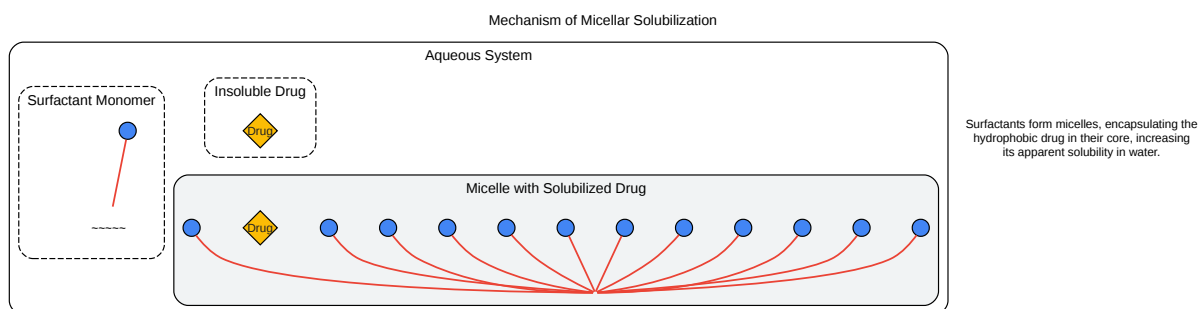 Mechanism of Micellar Solubilization
Aqueous System
Surfactant Monomer
~~~~~
Insoluble Drug
Drug
Micelle with Solubilized Drug
Drug
Surfactants form micelles, encapsulating the
hydrophobic drug in their core, increasing
its apparent solubility in water.